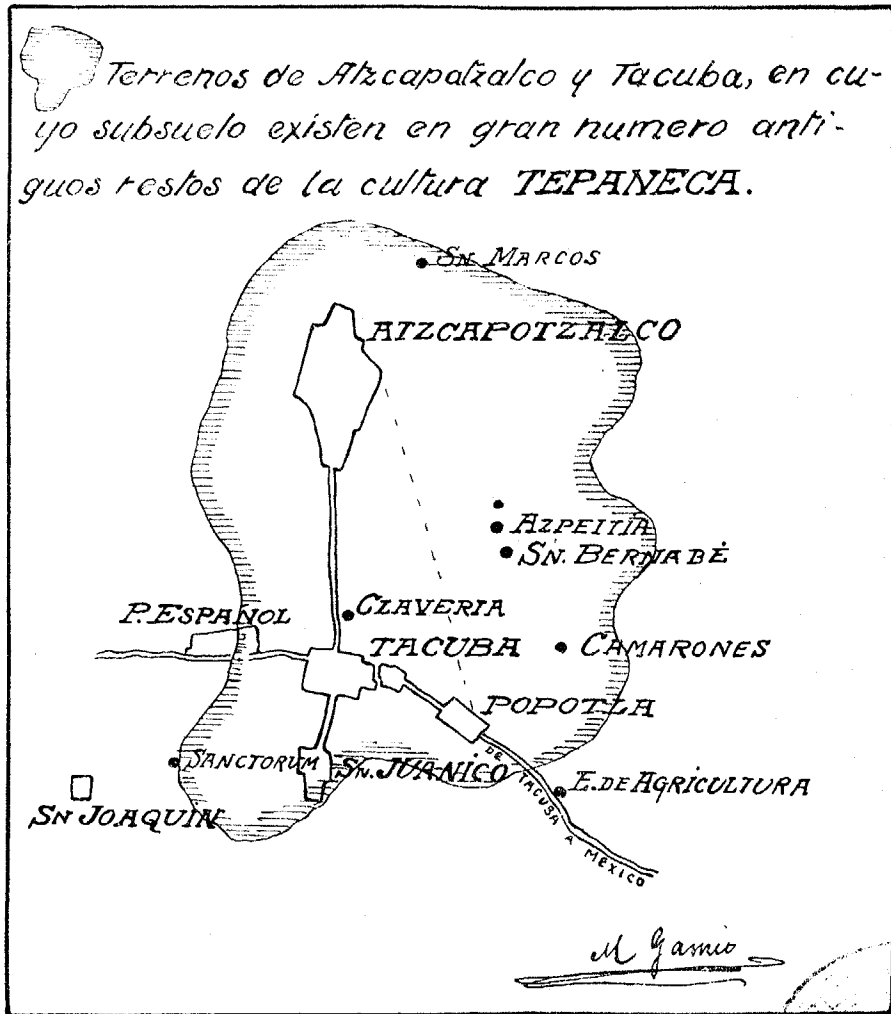 Terrenos de Atzcapatzalco y Tacuba, en cu-
yo subsuelo existen en gran numero anti-
guos restos de la cultura TEPANECA.
SN. MARCOS
ATZCAPOTZALCO
AZPEITIA
SN. BERNABÉ
P. ESPAÑOL
CLAVERIA
TACUBA
CAMARONES
POPOTLA
SANCTORUM
SN. JUANICO
E. DE AGRICULTURA
SN JOAQUIN
DE TACUBA A MEXICO
M Gamio